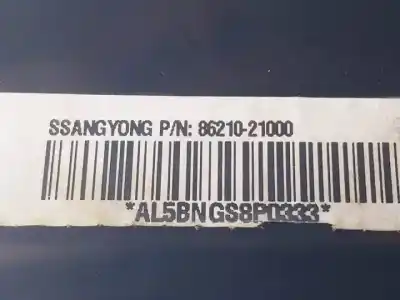 SSANGYONG P/N: 86210-21000
*AL5BNGS8P0333*